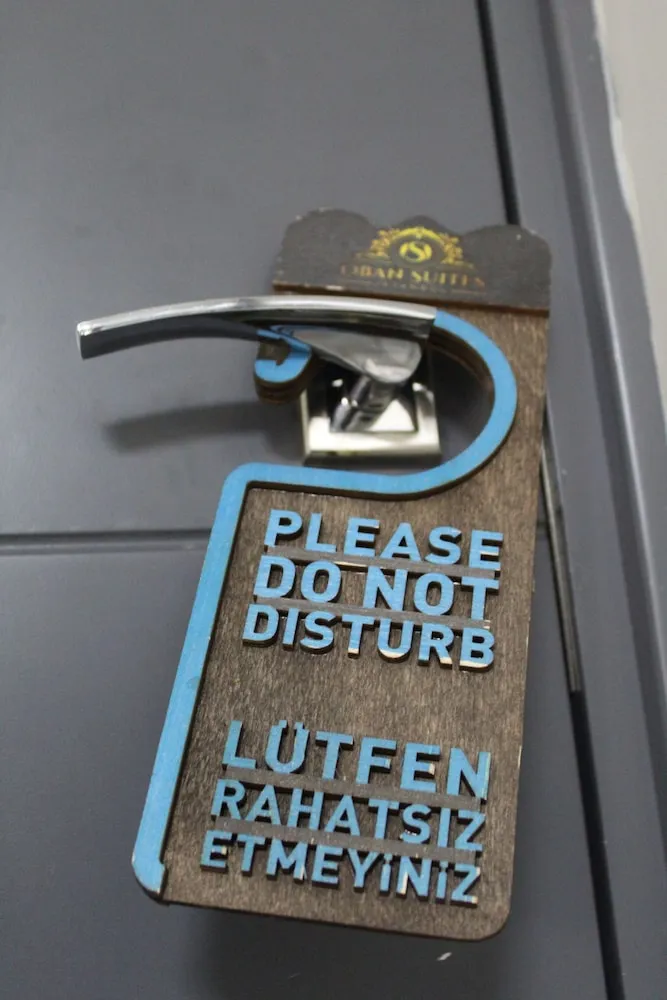 OBAN SUITES
PLEASE
DO NOT
DISTURB
LÜTFEN
RAHATSIZ
ETMEYİNİZ